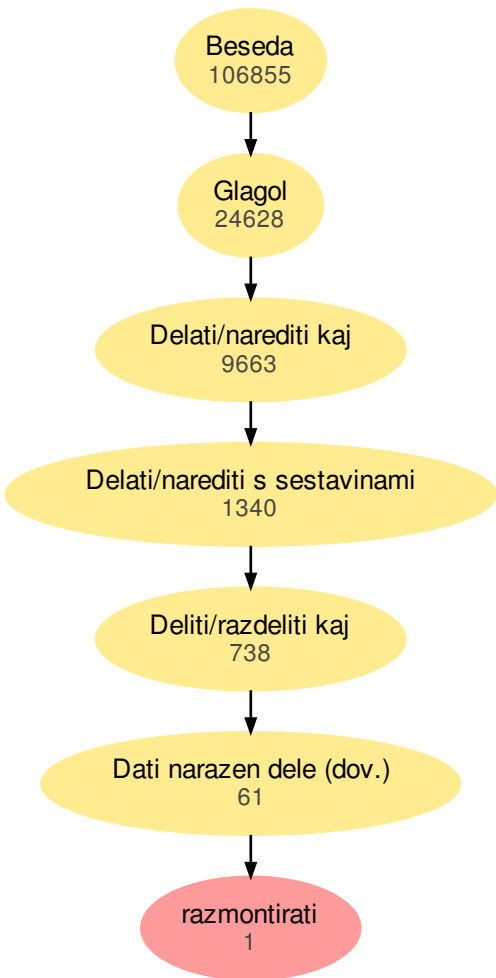 Beseda
106855
Glagol
24628
Delati/narediti kaj
9663
Delati/narediti s sestavinami
1340
Deliti/razdeliti kaj
738
Dati narazen dele (dov.)
61
razmontirati
1